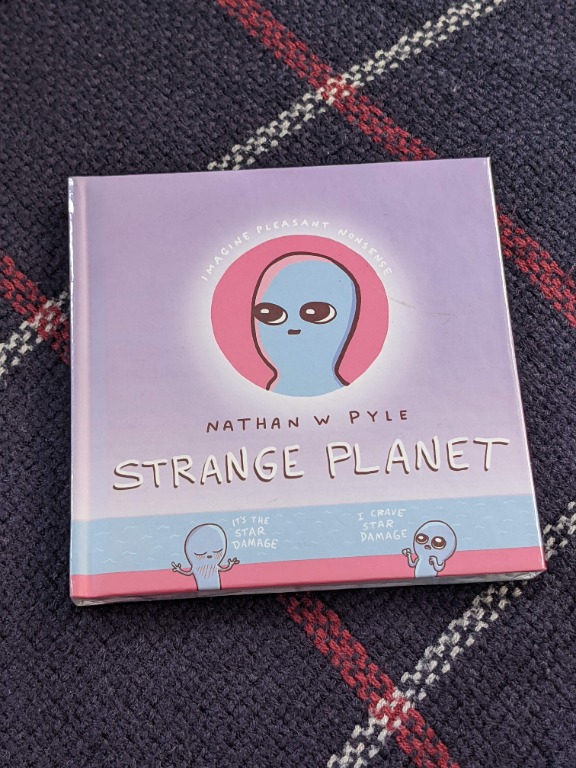 IMAGINE PLEASANT NONSENSE
NATHAN W PYLE
STRANGE PLANET
IT'S THE
STAR
DAMAGE
I CRAVE
STAR
DAMAGE